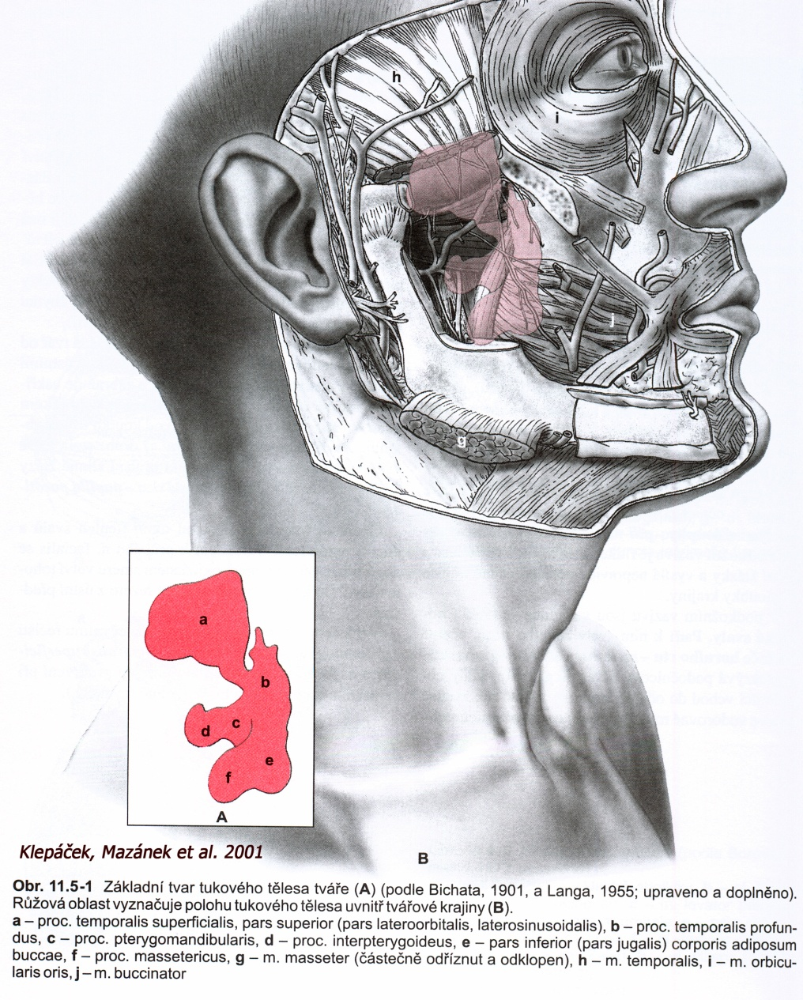 h
i
j
g
a
b
c
d
e
f
A
Klepáček, Mazánek et al. 2001
B
Obr. 11.5-1 Základní tvar tukového tělesa tváře (A) (podle Bichata, 1901, a Langa, 1955; upraveno a doplněno).
Růžová oblast vyznačuje polohu tukového tělesa uvnitř tvářové krajiny (B).
a – proc. temporalis superficialis, pars superior (pars lateroorbitalis, laterosinusoidalis), b – proc. temporalis profun-
dus, c – proc. pterygomandibularis, d – proc. interpterygoideus, e – pars inferior (pars jugalis) corporis adiposum
buccae, f – proc. massetericus, g – m. masseter (částečně odříznut a odklopen), h – m. temporalis, i – m. orbicu-
laris oris, j – m. buccinator